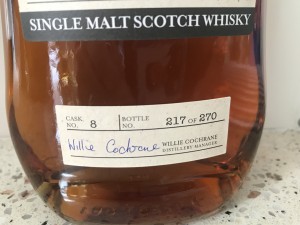 SINGLE MALT SCOTCH WHISKY
CASK NO. 8 BOTTLE NO. 217 OF 270
Willie Cochrane WILLIE COCHRANE
DISTILLERY MANAGER